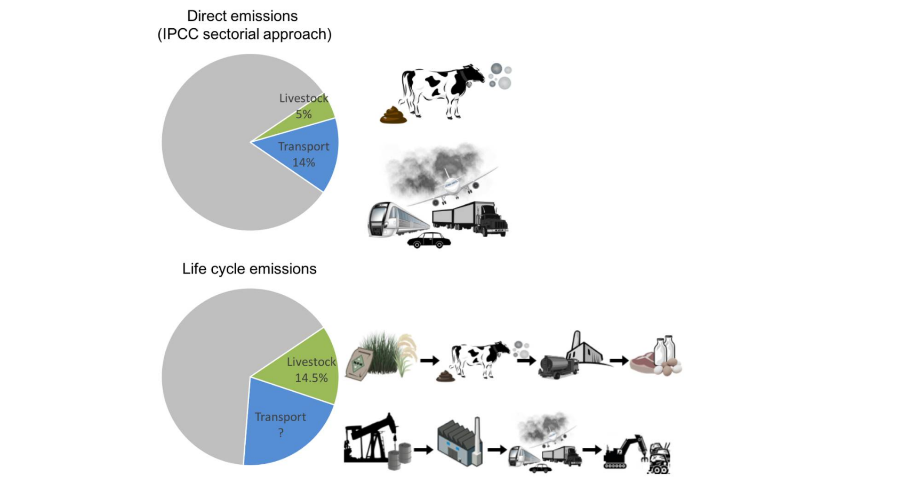 Direct emissions
(IPCC sectorial approach)
Livestock
5%
Transport
14%
Life cycle emissions
Livestock
14.5%
Transport
?